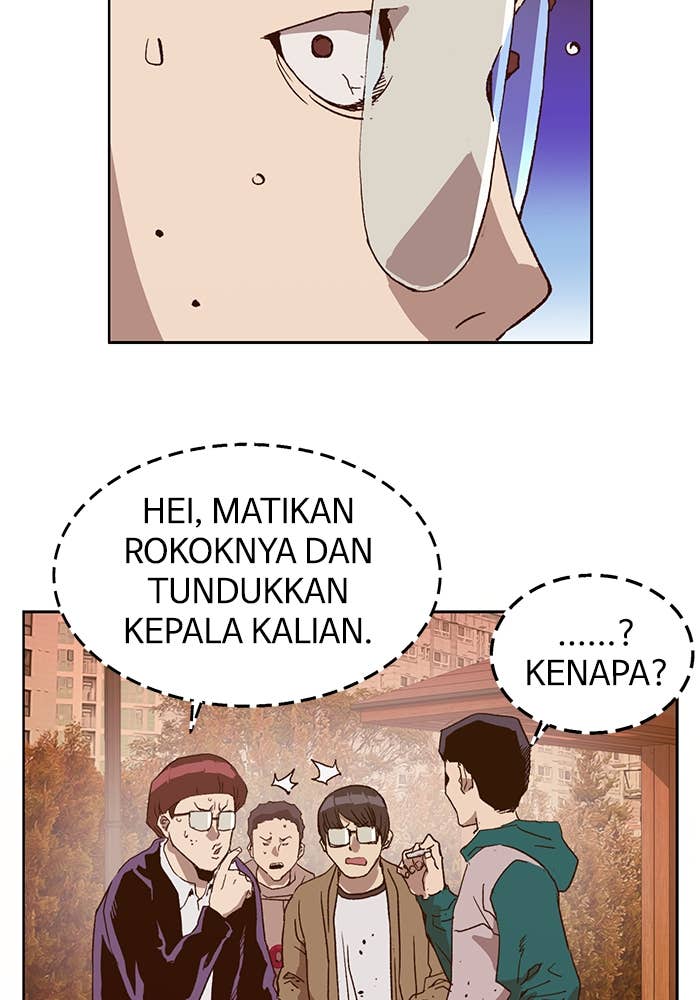 HEI, MATIKAN
ROKOKNYA DAN
TUNDUKKAN
KEPALA KALIAN.
......?
KENAPA?